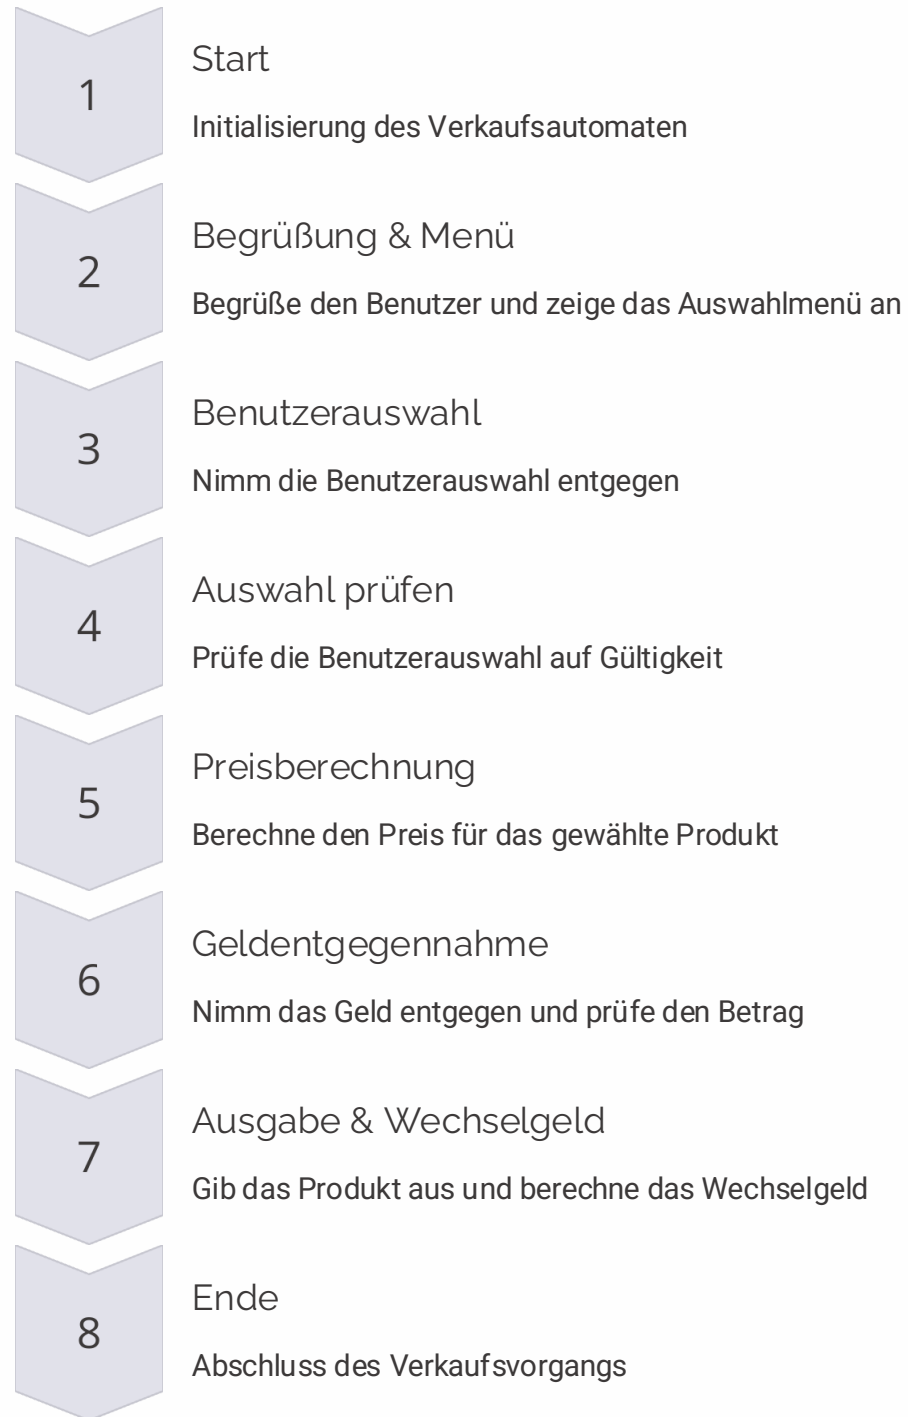 1
Start
Initialisierung des Verkaufsautomaten
2
Begrüßung & Menü
Begrüße den Benutzer und zeige das Auswahlmenü an
3
Benutzerauswahl
Nimm die Benutzerauswahl entgegen
4
Auswahl prüfen
Prüfe die Benutzerauswahl auf Gültigkeit
5
Preisberechnung
Berechne den Preis für das gewählte Produkt
6
Geldentgegennahme
Nimm das Geld entgegen und prüfe den Betrag
7
Ausgabe & Wechselgeld
Gib das Produkt aus und berechne das Wechselgeld
8
Ende
Abschluss des Verkaufsvorgangs